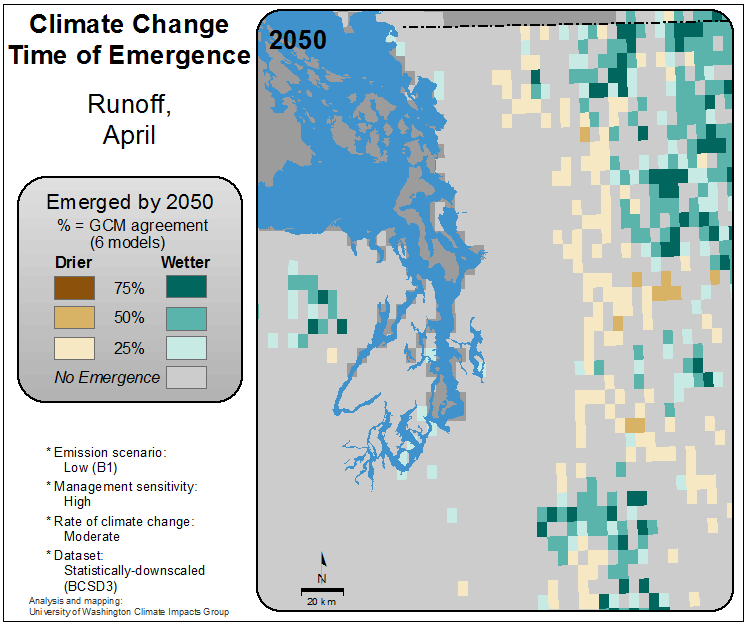 Climate Change
Time of Emergence
Runoff,
April
Emerged by 2050
% = GCM agreement
(6 models)
Drier Wetter
75%
50%
25%
No Emergence
* Emission scenario:
Low (B1)
* Management sensitivity:
High
* Rate of climate change:
Moderate
* Dataset:
Statistically-downscaled
(BCSD3)
Analysis and mapping:
University of Washington Climate Impacts Group
2050
N
20 km